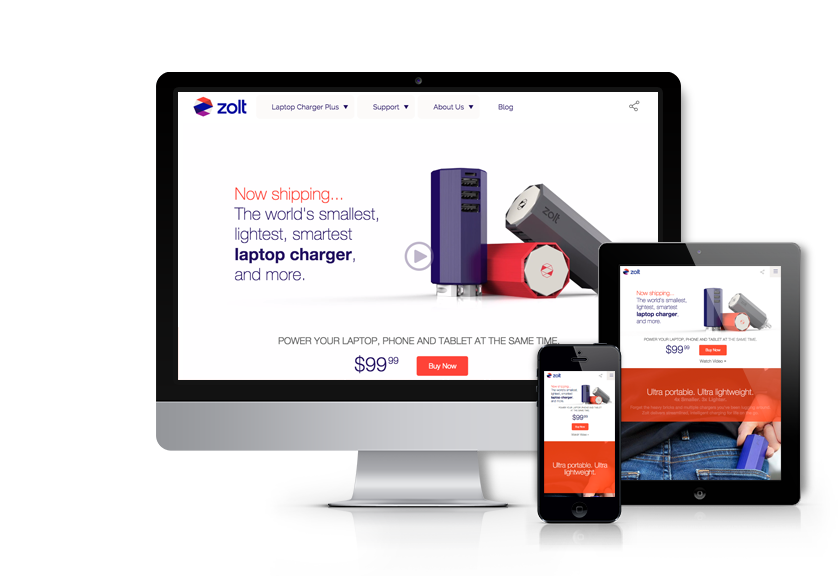 zolt
Laptop Charger Plus ▼
Support ▼
About Us ▼
Blog
Now shipping...
The world's smallest,
lightest, smartest
laptop charger,
and more.
zolt
POWER YOUR LAPTOP, PHONE AND TABLET AT THE SAME TIME.
$99 99
Buy Now
zolt
Now shipping...
The world's smallest,
lightest, smartest
laptop charger,
and more.
POWER YOUR LAPTOP, PHONE AND TABLET AT THE SAME TIME.
$99 99
Buy Now
Watch Video
Ultra portable. Ultra lightweight.
zolt
Now shipping...
The world's smallest,
lightest, smartest
laptop charger,
and more.
$99 99
Buy Now
Watch Video
Ultra portable. Ultra
lightweight.